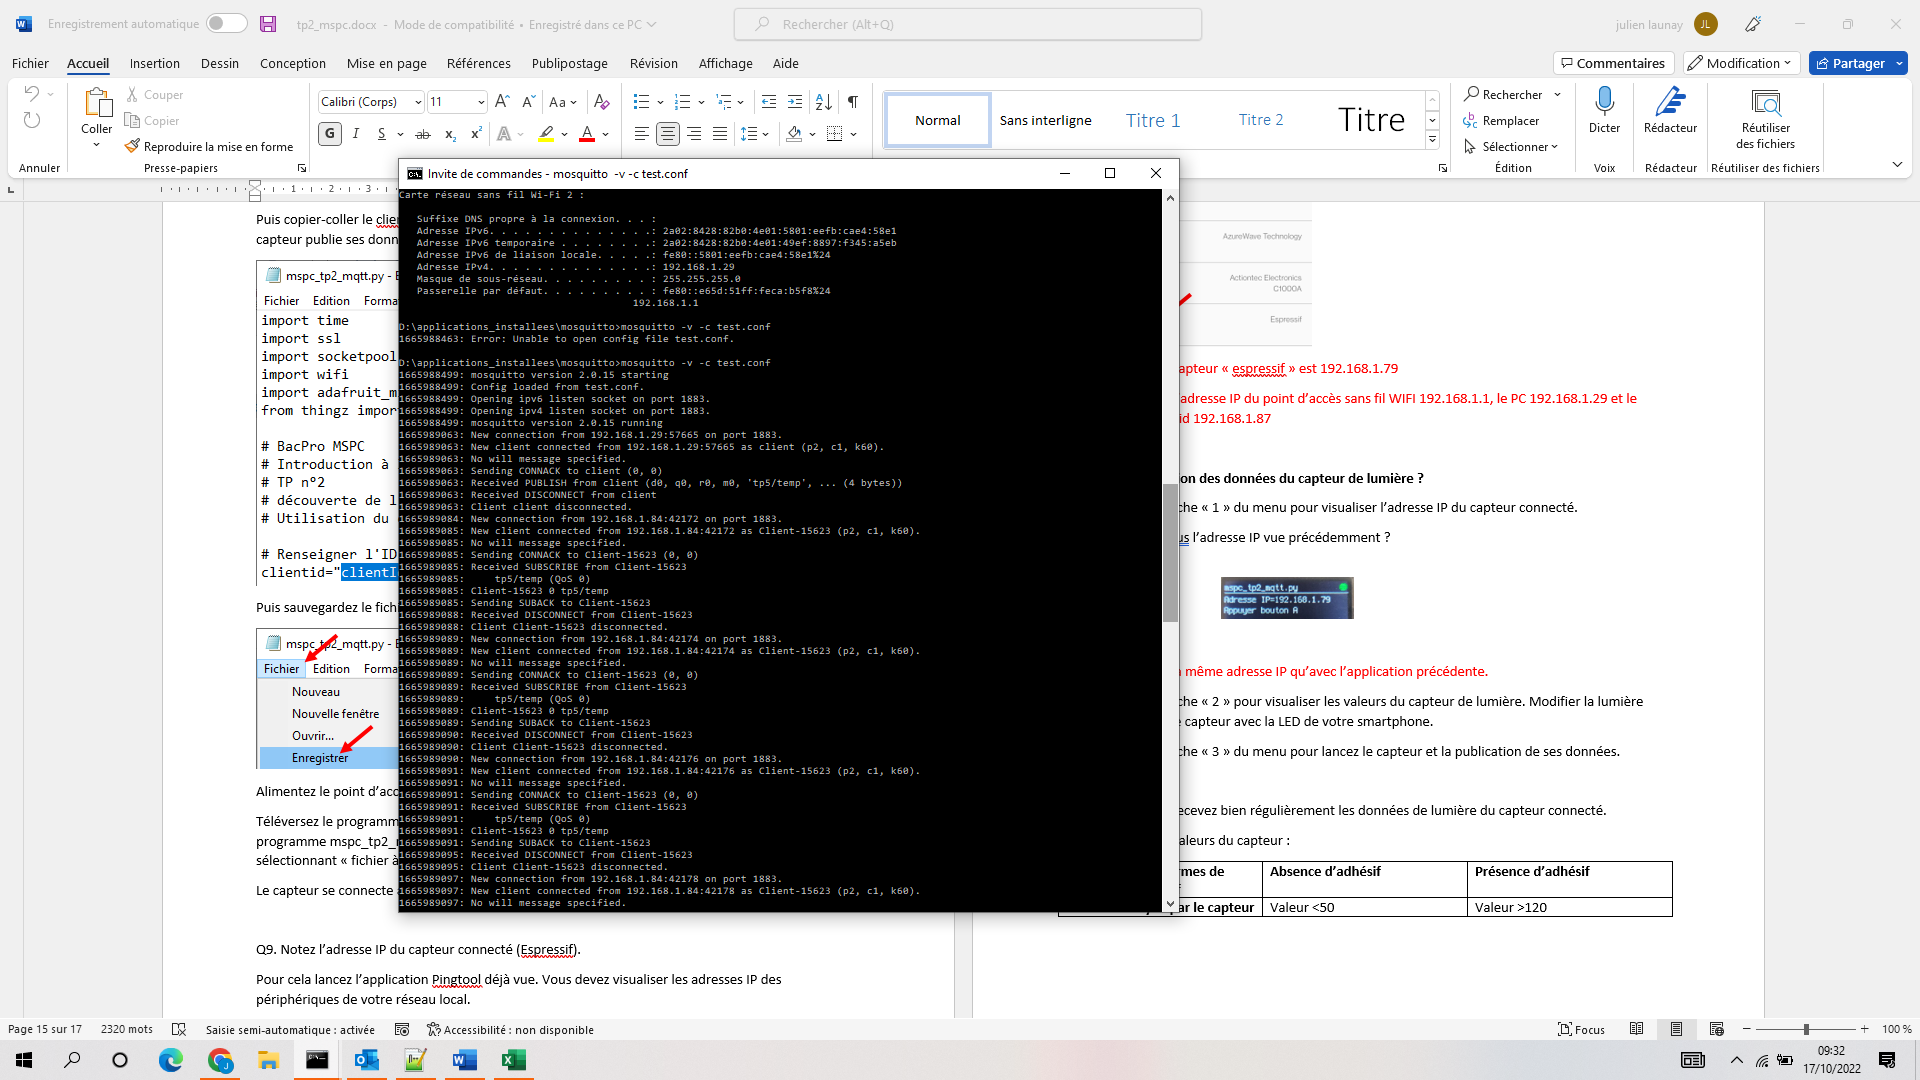 Enregistrement automatique
tp2_mspc.docx - Mode de compatibilité • Enregistré dans ce PC
Rechercher (Alt+Q)
julien launay
JL
Fichier
Accueil
Insertion
Dessin
Conception
Mise en page
Références
Publipostage
Révision
Affichage
Aide
Commentaires
Modification
Partager
Coller
Couper
Copier
Reproduire la mise en forme
Calibri (Corps)
11
Normal
Sans interligne
Titre 1
Titre 2
Titre
Rechercher
Remplacer
Sélectionner
Dicter
Rédacteur
Réutiliser
des fichiers
Annuler
Presse-papiers
Édition
Voix
Rédacteur
Réutiliser des fichiers
Invite de commandes - mosquitto -v -c test.conf
Carte réseau sans fil Wi-Fi 2 :
Suffixe DNS propre à la connexion. . . :
Adresse IPv6. . . . . . . . . . . . . .: 2a02:8428:82b0:4e01:5801:eefb:cae4:58e1
Adresse IPv6 temporaire . . . . . . . .: 2a02:8428:82b0:4e01:49ef:8897:f345:a5eb
Adresse IPv6 de liaison locale. . . . .: fe80::5801:eefb:cae4:58e1%24
Adresse IPv4. . . . . . . . . . . . . .: 192.168.1.29
Masque de sous-réseau. . . . . . . . . : 255.255.255.0
Passerelle par défaut. . . . . . . . . : fe80::e65d:51ff:feca:b5f8%24
192.168.1.1
D:\applications_installees\mosquitto>mosquitto -v -c test.conf
1665988463: Error: Unable to open config file test.conf.
D:\applications_installees\mosquitto>mosquitto -v -c test.conf
1665988499: mosquitto version 2.0.15 starting
1665988499: Config loaded from test.conf.
1665988499: Opening ipv6 listen socket on port 1883.
1665988499: Opening ipv4 listen socket on port 1883.
1665988499: mosquitto version 2.0.15 running
1665989063: New connection from 192.168.1.29:57665 on port 1883.
1665989063: New client connected from 192.168.1.29:57665 as client (p2, c1, k60).
1665989063: No will message specified.
1665989063: Sending CONNACK to client (0, 0)
1665989063: Received PUBLISH from client (d0, q0, r0, m0, 'tp5/temp', ... (4 bytes))
1665989063: Received DISCONNECT from client
1665989063: Client client disconnected.
1665989084: New connection from 192.168.1.84:42172 on port 1883.
1665989085: New client connected from 192.168.1.84:42172 as Client-15623 (p2, c1, k60).
1665989085: No will message specified.
1665989085: Sending CONNACK to Client-15623 (0, 0)
1665989085: Received SUBSCRIBE from Client-15623
1665989085: tp5/temp (QoS 0)
1665989085: Client-15623 0 tp5/temp
1665989085: Sending SUBACK to Client-15623
1665989088: Received DISCONNECT from Client-15623
1665989088: Client Client-15623 disconnected.
1665989089: New connection from 192.168.1.84:42174 on port 1883.
1665989089: New client connected from 192.168.1.84:42174 as Client-15623 (p2, c1, k60).
1665989089: No will message specified.
1665989089: Sending CONNACK to Client-15623 (0, 0)
1665989089: Received SUBSCRIBE from Client-15623
1665989089: tp5/temp (QoS 0)
1665989089: Client-15623 0 tp5/temp
1665989089: Sending SUBACK to Client-15623
1665989090: Received DISCONNECT from Client-15623
1665989090: Client Client-15623 disconnected.
1665989090: New connection from 192.168.1.84:42176 on port 1883.
1665989091: New client connected from 192.168.1.84:42176 as Client-15623 (p2, c1, k60).
1665989091: No will message specified.
1665989091: Sending CONNACK to Client-15623 (0, 0)
1665989091: Received SUBSCRIBE from Client-15623
1665989091: tp5/temp (QoS 0)
1665989091: Client-15623 0 tp5/temp
1665989091: Sending SUBACK to Client-15623
1665989095: Received DISCONNECT from Client-15623
1665989095: Client Client-15623 disconnected.
1665989097: New connection from 192.168.1.84:42178 on port 1883.
1665989097: New client connected from 192.168.1.84:42178 as Client-15623 (p2, c1, k60).
1665989097: No will message specified.
Puis copier-coller le
capteur publie ses
mspc_tp2_mqtt.py -
Fichier Edition
import time
import ssl
import socketpool
import wifi
import
from thingz
# BacPro MSPC
# Introduction à
# TP n°2
# découverte de
# Utilisation du
# Renseigner l'ID
clientid="
Puis sauvegardez le
mspc_tp2_mqtt.py -
Fichier Edition
Nouveau
Nouvelle fenêtre
Ouvrir...
Enregistrer
Alimentez le point
Téléversez le programme
programme
sélectionnant « fichier
Le capteur se connecte
Q9. Notez l’adresse IP du capteur connecté (Espressif).
Pour cela lancez l’application Pingtool déjà vue. Vous devez visualiser les adresses IP des
périphériques de votre réseau local.
AzureWave Technology
Actiontec Electronics
C1000A
Espressif
capteur « espressif » est 192.168.1.79
adresse IP du point d’accès sans fil WIFI 192.168.1.1, le PC 192.168.1.29 et le
192.168.1.87
des données du capteur de lumière ?
« 1 » du menu pour visualiser l’adresse IP du capteur connecté.
l’adresse IP vue précédemment ?
mspc_tp2_mqtt.py
Adresse IP=192.168.1.79
Appuyer bouton A
même adresse IP qu’avec l’application précédente.
« 2 » pour visualiser les valeurs du capteur de lumière. Modifier la lumière
capteur avec la LED de votre smartphone.
« 3 » du menu pour lancez le capteur et la publication de ses données.
recevez bien régulièrement les données de lumière du capteur connecté.
valeurs du capteur :
de Absence d’adhésif Présence d’adhésif
par le capteur Valeur <50 Valeur >120
Page 15 sur 17
2320 mots
Saisie semi-automatique : activée
Accessibilité : non disponible
Focus
100 %
09:32
17/10/2022